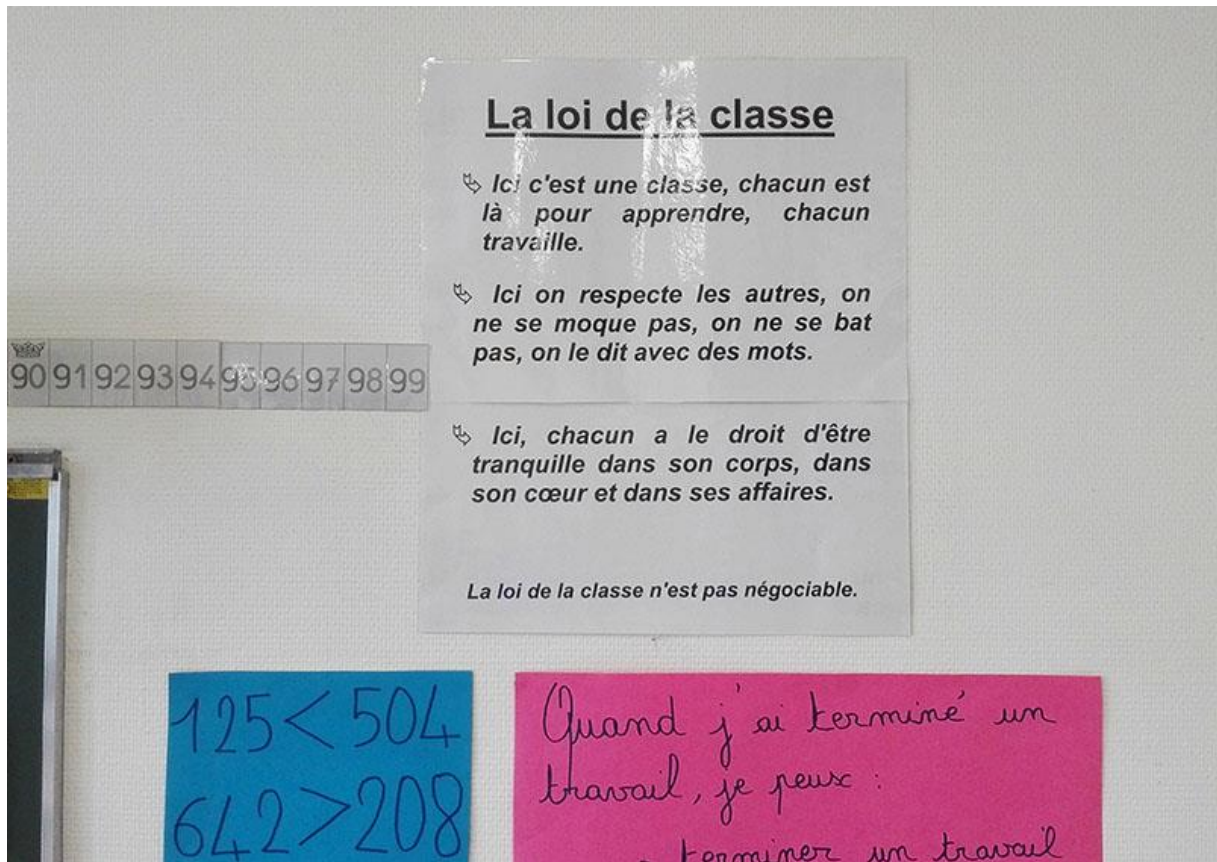 La loi de la classe
Ici c'est une classe, chacun est
là pour apprendre, chacun
travaille.
Ici on respecte les autres, on
ne se moque pas, on ne se bat
pas, on le dit avec des mots.
90 91 92 93 94 95 96 97 98 99
Ici, chacun a le droit d'être
tranquille dans son corps, dans
son cœur et dans ses affaires.
La loi de la classe n'est pas négociable.
125 < 504
642 > 208
Quand j'ai terminé un
travail, je peux :
terminer un travail